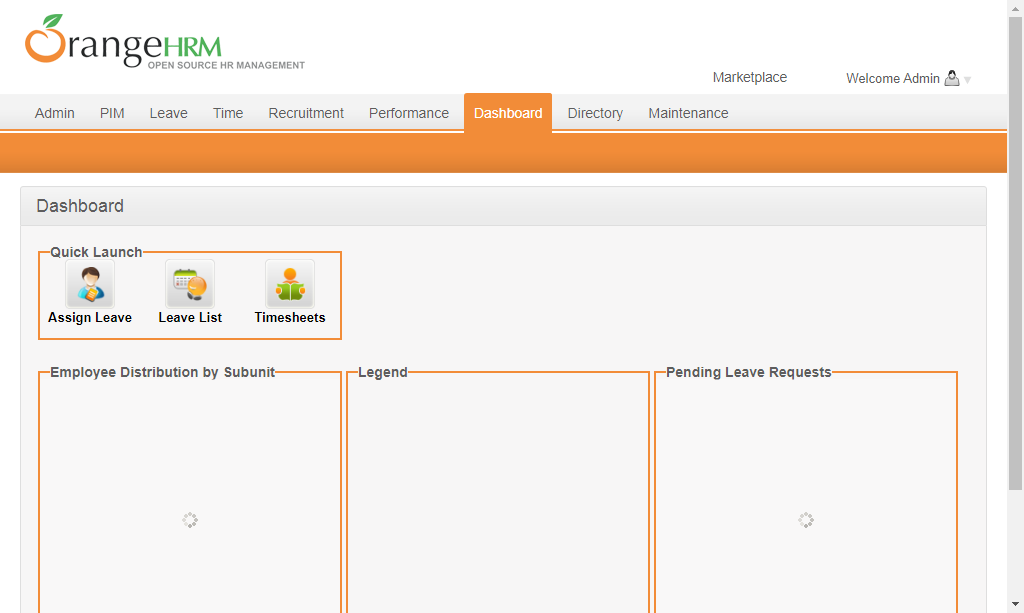 OrangeHRM
OPEN SOURCE HR MANAGEMENT
Marketplace
Welcome Admin
Admin PIM Leave Time Recruitment Performance Dashboard Directory Maintenance
Dashboard
Quick Launch
Assign Leave Leave List Timesheets
Employee Distribution by Subunit Legend Pending Leave Requests